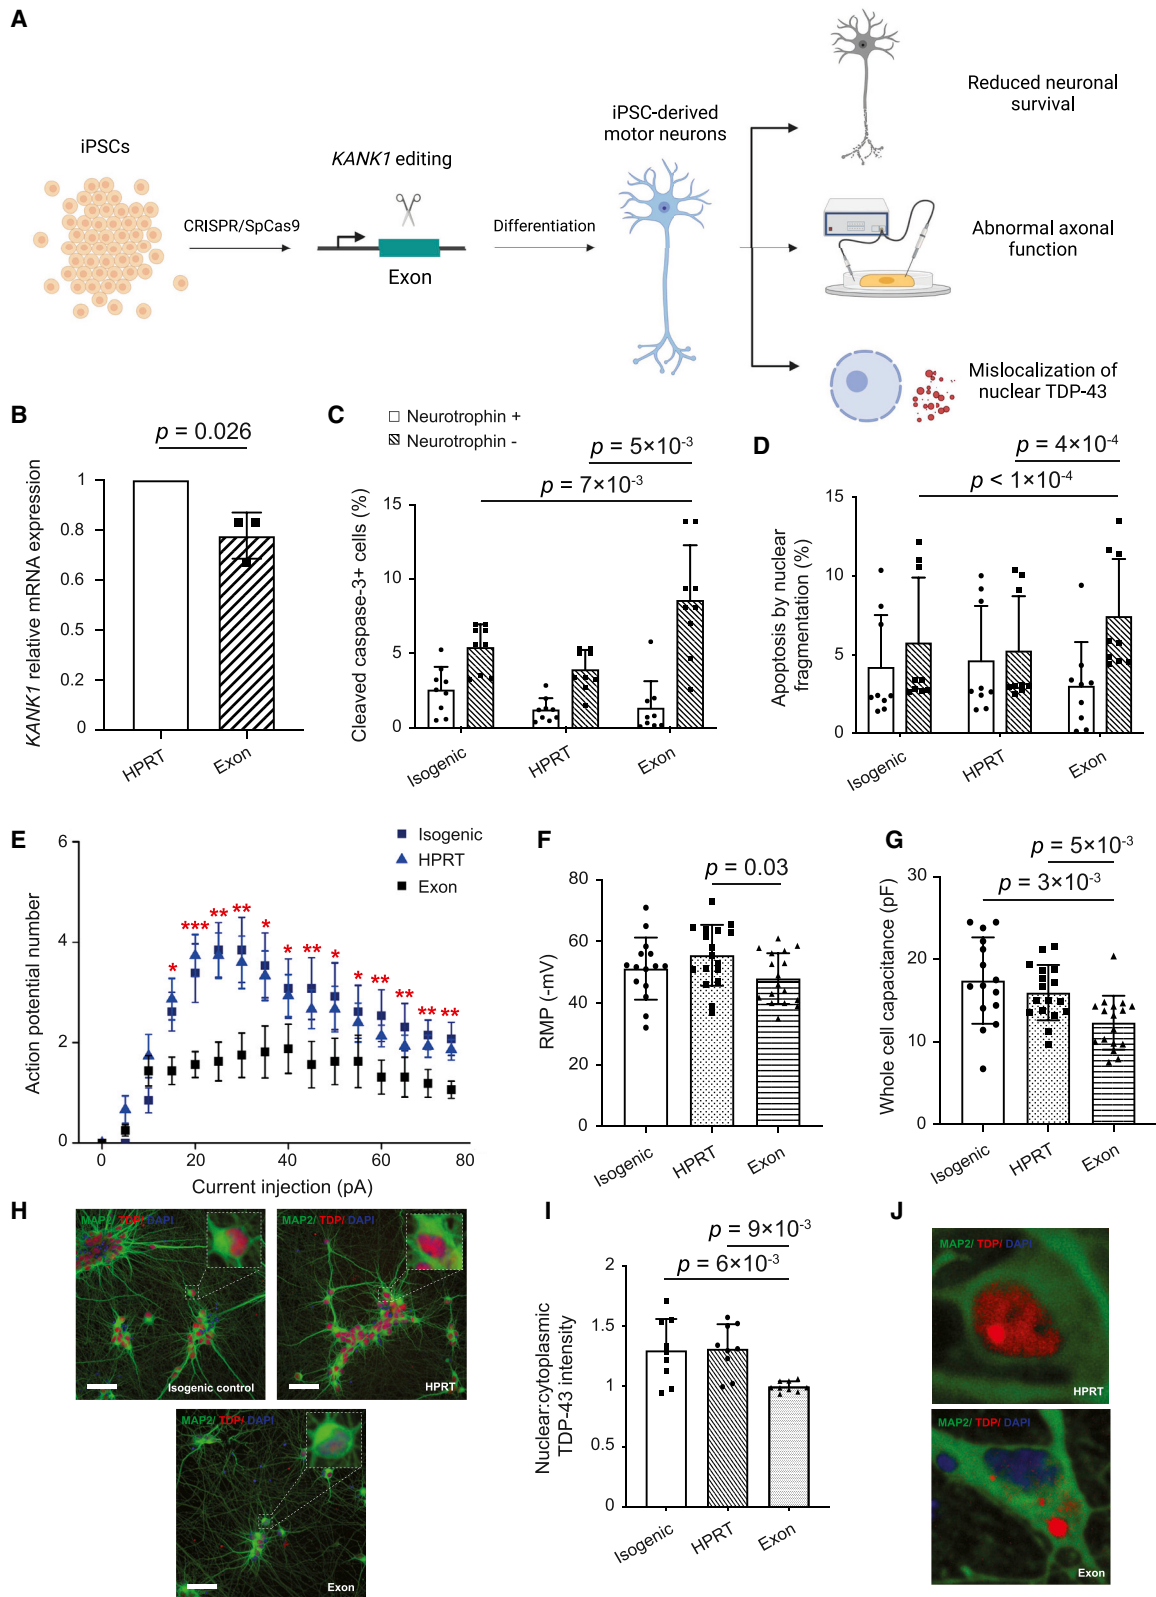 A
iPSCs
CRISPR/SpCas9
KANK1 editing
Exon
Differentiation
iPSC-derived
motor neurons
Reduced neuronal
survival
Abnormal axonal
function
Mislocalization of
nuclear TDP-43
B
p = 0.026
KANK1 relative mRNA expression
1
0.8
0.6
0.5
0.2
0
HPRT
Exon
C
Neurotrophin +
Neurotrophin -
p = 5×10⁻³
p = 7×10⁻³
Cleaved caspase-3+ cells (%)
15
10
5
0
Isogenic
HPRT
Exon
D
p = 4×10⁻⁴
p < 1×10⁻⁴
Apoptosis by nuclear
fragmentation (%)
15
10
5
0
Isogenic
HPRT
Exon
E
Isogenic
HPRT
Exon
Action potential number
6
4
2
0
* *** ** ** * * ** * * ** ** ** **
0 20 40 60 80
Current injection (pA)
F
p = 0.03
RMP (-mV)
80
60
40
20
0
Isogenic
HPRT
Exon
G
p = 5×10⁻³
p = 3×10⁻³
Whole cell capacitance (pF)
30
20
10
0
Isogenic
HPRT
Exon
H
MAP2/ TDP/ DAPI
Isogenic control
MAP2/ TDP/ DAPI
HPRT
MAP2/ TDP/ DAPI
Exon
I
p = 9×10⁻³
p = 6×10⁻³
Nuclear:cytoplasmic
TDP-43 intensity
2
1.5
1
0.5
0
Isogenic
HPRT
Exon
J
MAP2/ TDP/ DAPI
HPRT
MAP2/ TDP/ DAPI
Exon